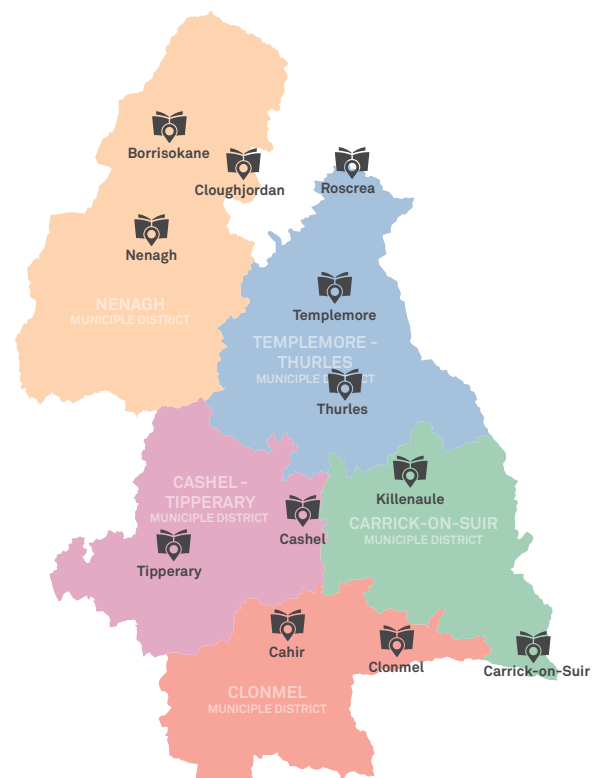 Borrisokane
Cloughjordan
Roscrea
Nenagh
NENAGH
MUNICIPLE DISTRICT
Templemore
TEMPLEMORE -
THURLES
MUNICIPLE DISTRICT
Thurles
CASHEL -
TIPPERARY
MUNICIPLE DISTRICT
Killenaule
CARRICK-ON-SUIR
MUNICIPLE DISTRICT
Cashel
Tipperary
Cahir
Clonmel
Carrick-on-Suir
CLONMEL
MUNICIPLE DISTRICT